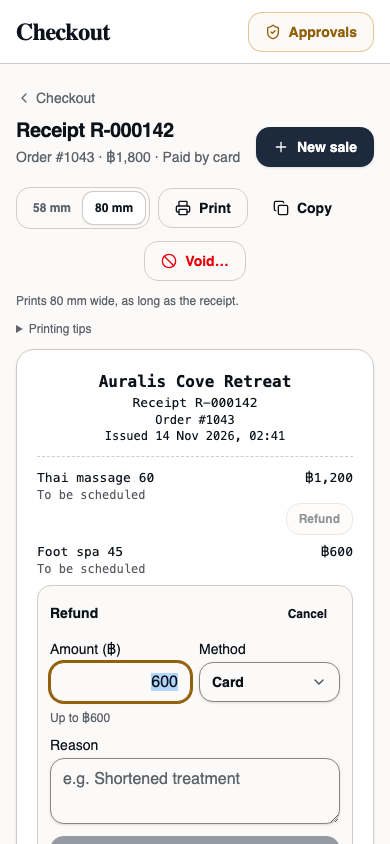 Checkout
Approvals
Checkout
Receipt R-000142
Order #1043 · ฿1,800 · Paid by card
New sale
58 mm
80 mm
Print
Copy
Void…
Prints 80 mm wide, as long as the receipt.
Printing tips
Auralis Cove Retreat
Receipt R-000142
Order #1043
Issued 14 Nov 2026, 02:41
Thai massage 60 ฿1,200
To be scheduled
Refund
Foot spa 45 ฿600
To be scheduled
Refund
Cancel
Amount (฿)
Method
600
Card
Up to ฿600
Reason
e.g. Shortened treatment